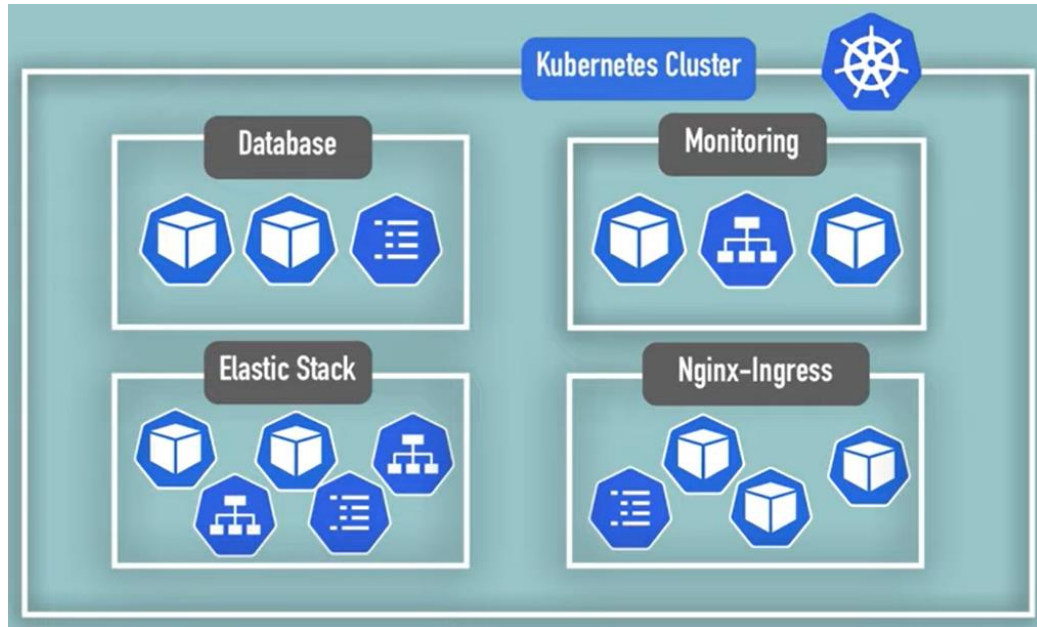 Kubernetes Cluster
Database
Monitoring
Elastic Stack
Nginx-Ingress